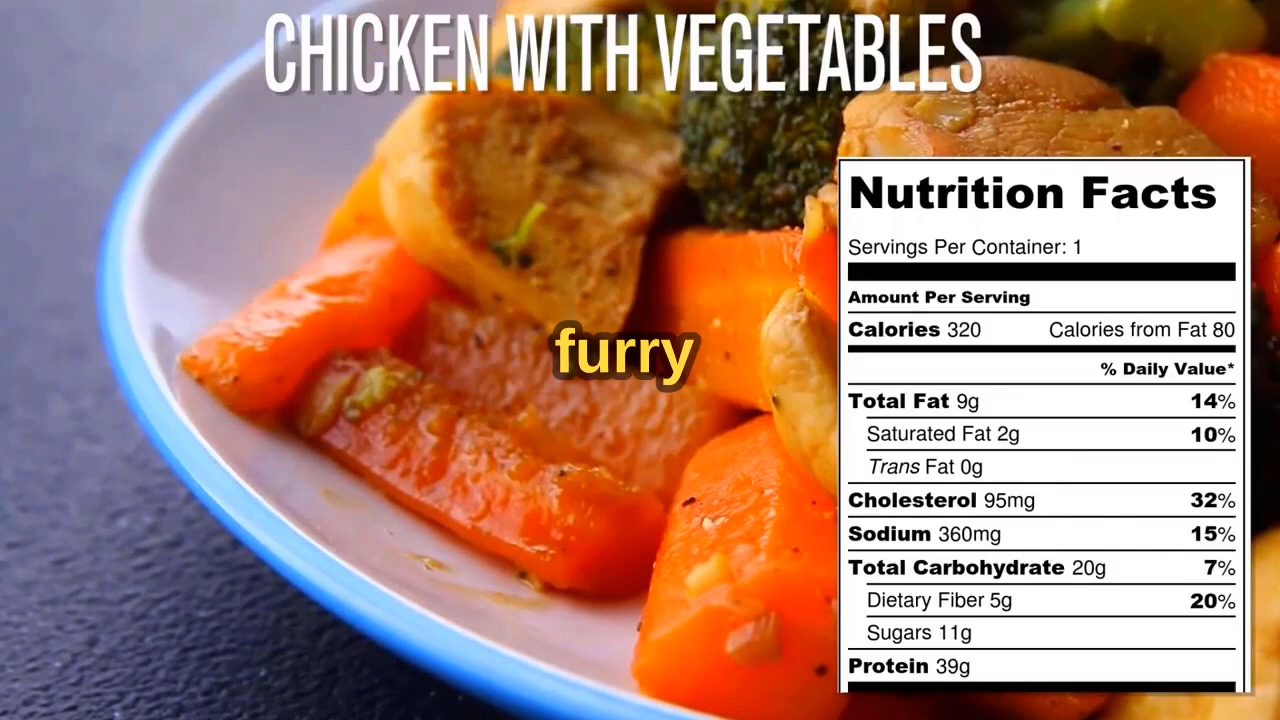 CHICKEN WITH VEGETABLES
furry
Nutrition Facts
Servings Per Container: 1
Amount Per Serving
Calories 320 Calories from Fat 80
% Daily Value*
Total Fat 9g 14%
Saturated Fat 2g 10%
Trans Fat 0g
Cholesterol 95mg 32%
Sodium 360mg 15%
Total Carbohydrate 20g 7%
Dietary Fiber 5g 20%
Sugars 11g
Protein 39g